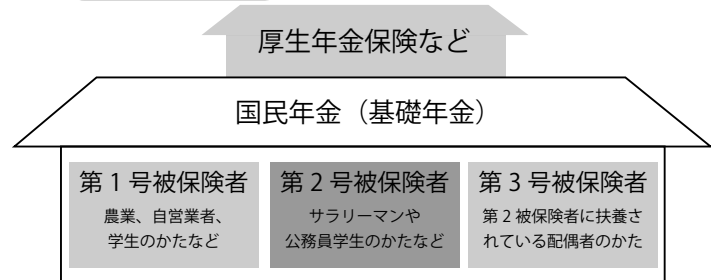 厚生年金保険など
国民年金（基礎年金）
第 1 号被保険者
農業、自営業者、
学生のかたなど
第 2 号被保険者
サラリーマンや
公務員学生のかたなど
第 3 号被保険者
第 2 被保険者に扶養さ
れている配偶者のかた